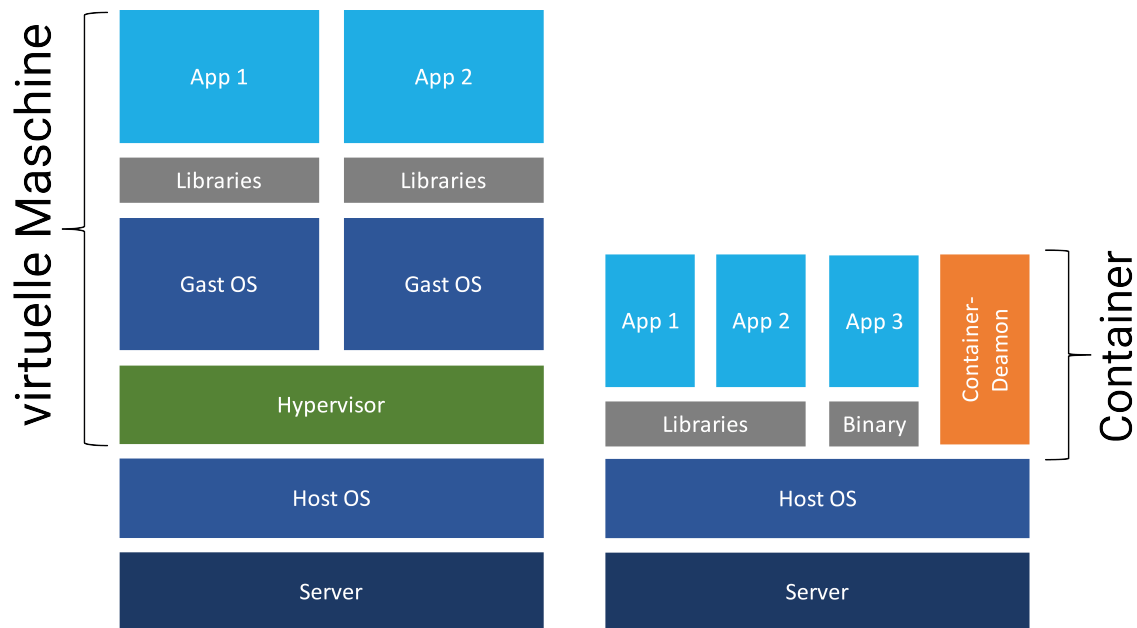 virtuelle Maschine
App 1
App 2
Libraries
Libraries
Gast OS
Gast OS
Hypervisor
Host OS
Server
App 1
App 2
App 3
Container-
Deamon
Libraries
Binary
Host OS
Server
Container